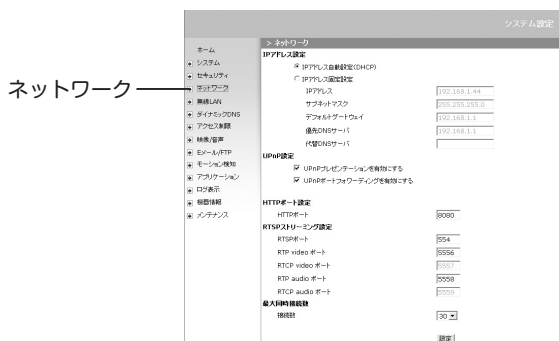 システム設定
ネットワーク
ホーム
システム
セキュリティ
ネットワーク
無線LAN
ダイナミックDNS
アクセス制限
映像/音声
Eメール/FTP
モーション検知
アプリケーション
ログ表示
機器情報
メンテナンス
> ネットワーク
IPアドレス設定
IPアドレス自動設定(DHCP)
IPアドレス固定設定
IPアドレス 192.168.1.44
サブネットマスク 255.255.255.0
デフォルトゲートウェイ 192.168.1.1
優先DNSサーバ 192.168.1.1
代替DNSサーバ
UPnP設定
UPnPプレゼンテーションを有効にする
UPnPポートフォワーディングを有効にする
HTTPポート設定
HTTPポート 8080
RTSPストリーミング設定
RTSPポート 554
RTP video ポート 5556
RTCP video ポート 5557
RTP audio ポート 5558
RTCP audio ポート 5559
最大同時接続数
接続数 30
設定